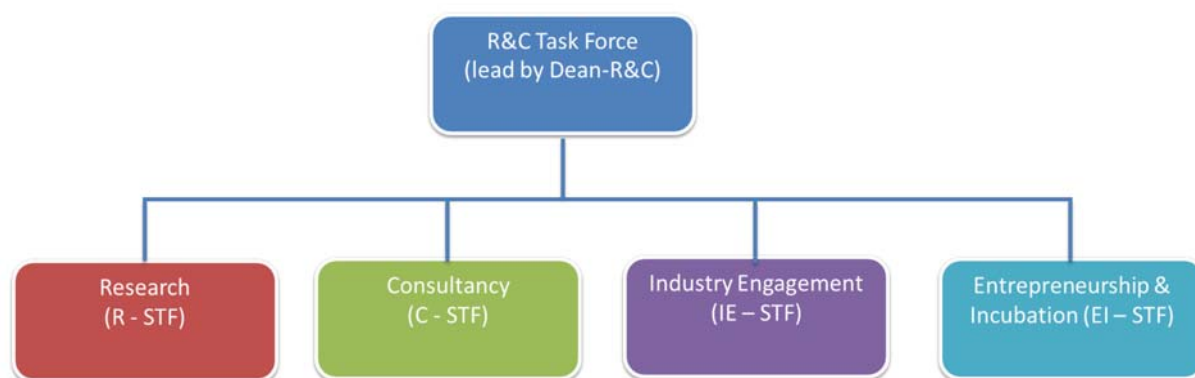 R&C Task Force
(lead by Dean-R&C)
Research
(R - STF)
Consultancy
(C - STF)
Industry Engagement
(IE – STF)
Entrepreneurship &
Incubation (EI – STF)